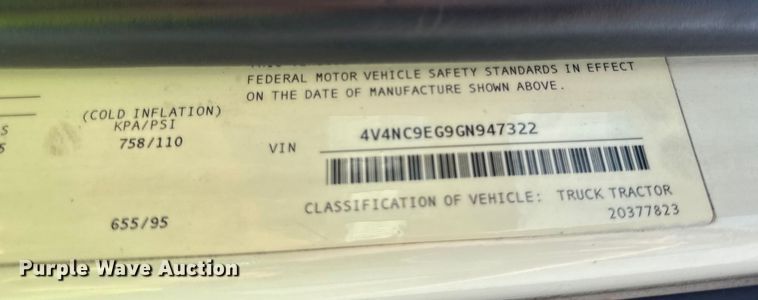 FEDERAL MOTOR VEHICLE SAFETY STANDARDS IN EFFECT
ON THE DATE OF MANUFACTURE SHOWN ABOVE.
(COLD INFLATION)
KPA/PSI
758/110
VIN 4V4NC9EG9GN947322
CLASSIFICATION OF VEHICLE: TRUCK TRACTOR
20377823
655/95
Purple Wave Auction